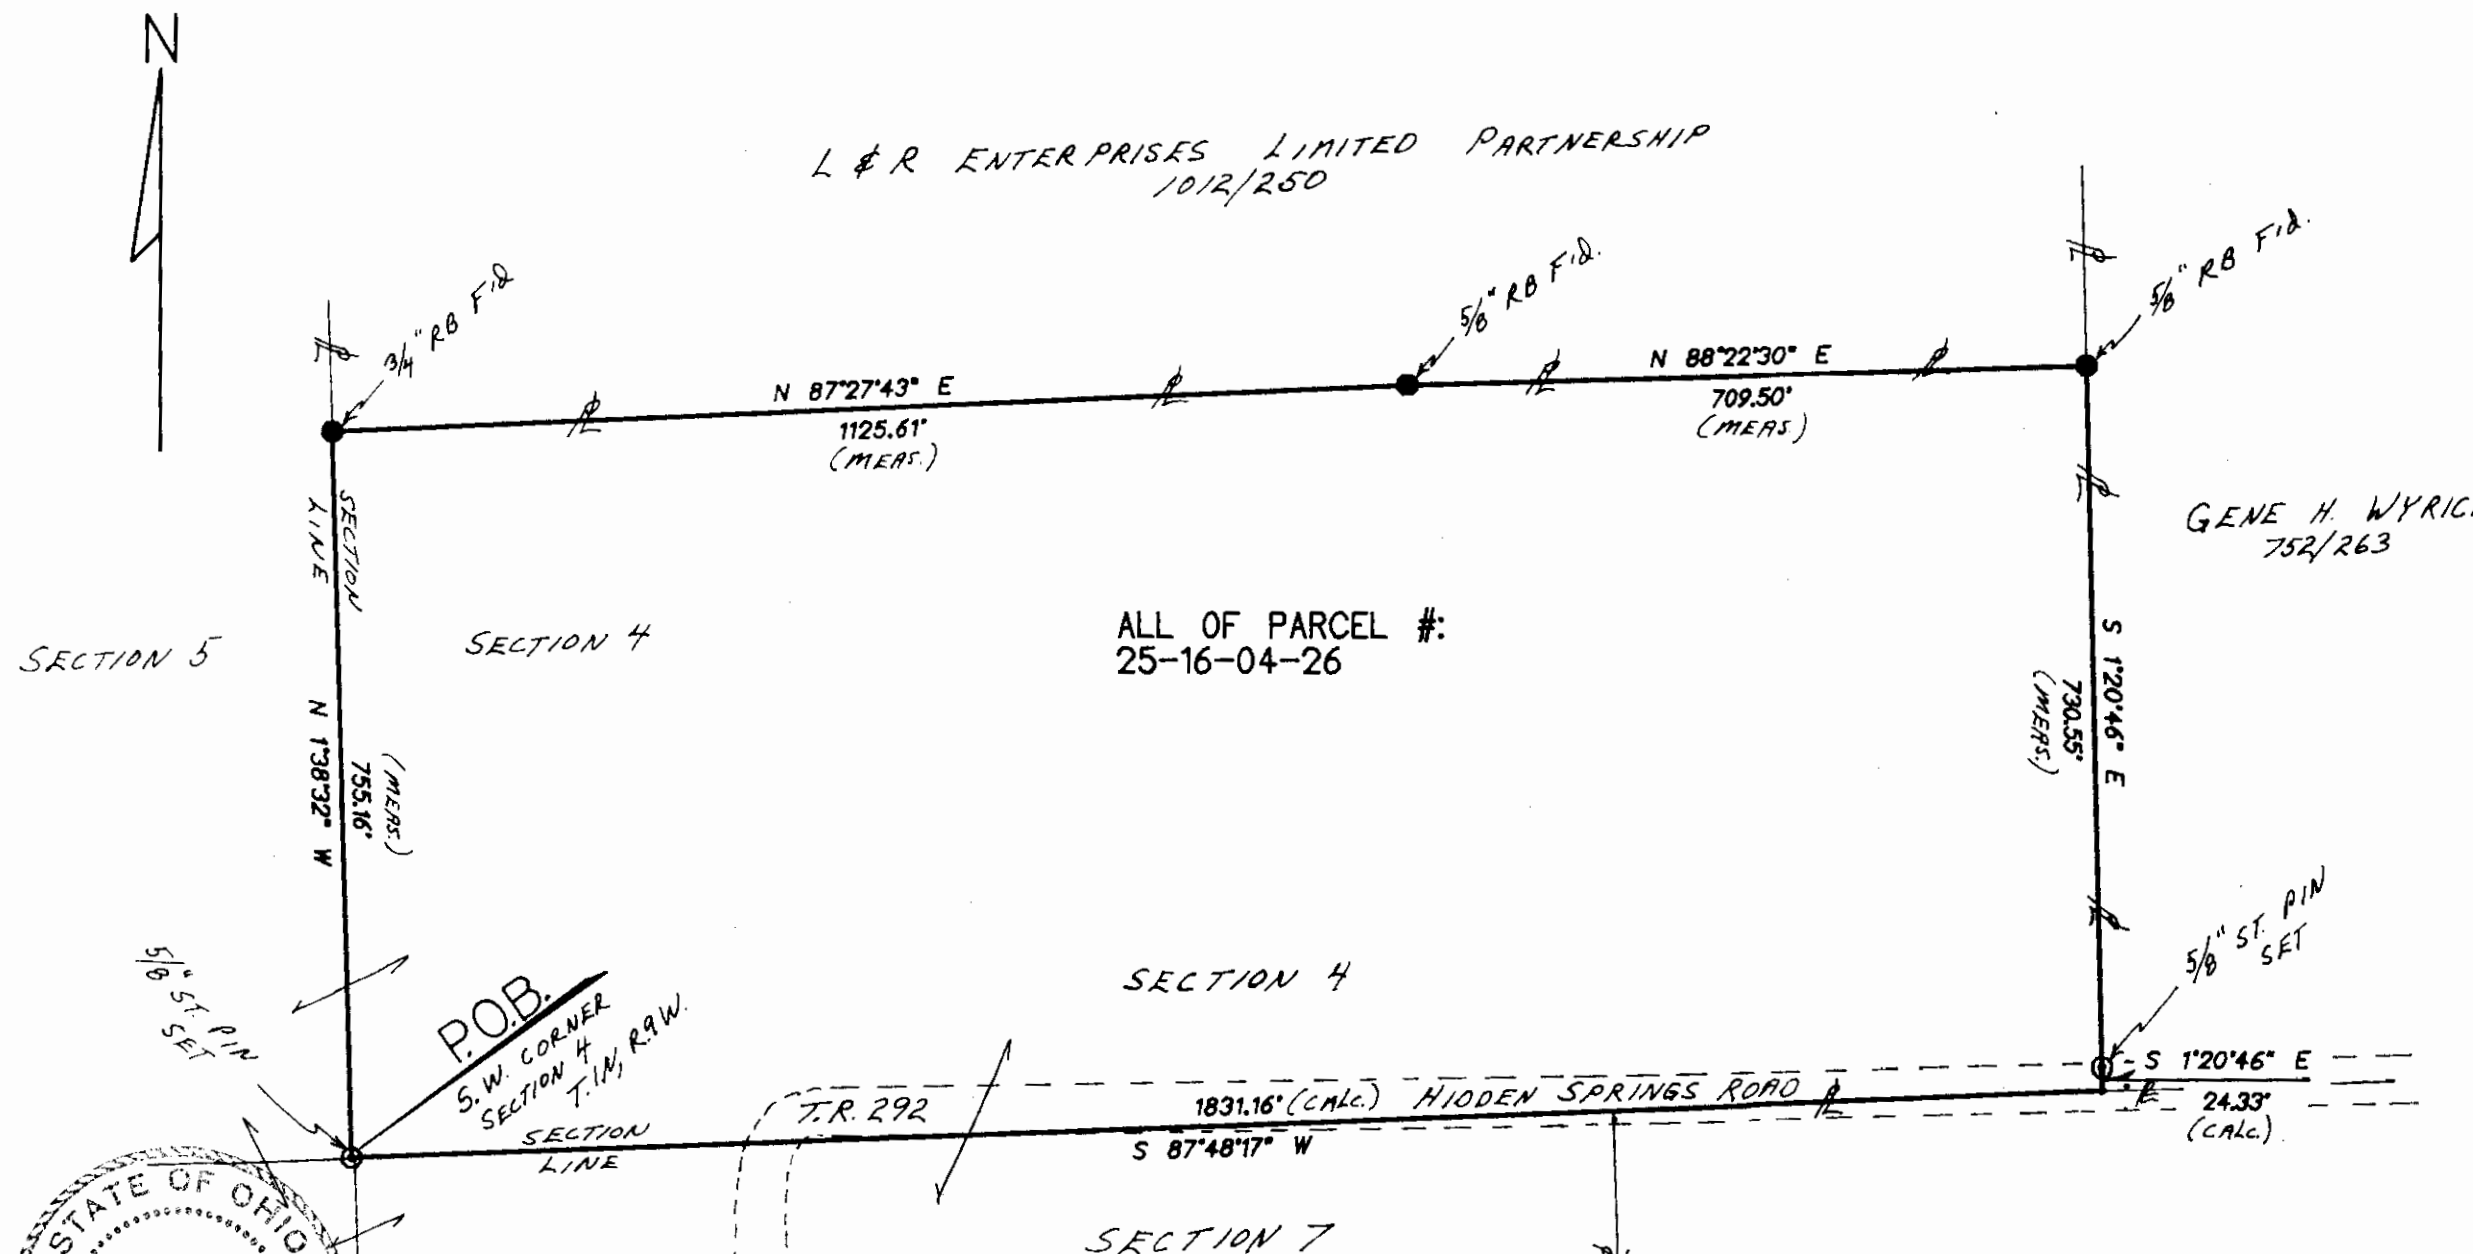 N
L & R ENTERPRISES LIMITED PARTNERSHIP
1012/250
3/4" RB F'd
5/8" RB F'd.
5/8" RB F'd.
N 87°27'43" E
1125.61'
(MEAS.)
N 88°22'30" E
709.50'
(MEAS.)
SECTION
LINE
N 1°38'32" W
755.16'
(MEAS.)
GENE H. WYRICK
752/263
S 1°20'46" E
730.55'
(MEAS.)
SECTION 5
SECTION 4
ALL OF PARCEL #:
25-16-04-26
5/8" ST. PIN
SET
P.O.B.
S.W. CORNER
SECTION 4
T.1N, R.9W.
SECTION 4
5/8" ST. PIN
SET
S 1°20'46" E
24.33'
(CALC.)
T.R. 292
1831.16' (CALC.) HIDDEN SPRINGS ROAD
S 87°48'17" W
SECTION
LINE
STATE OF OHIO
SECTION 7